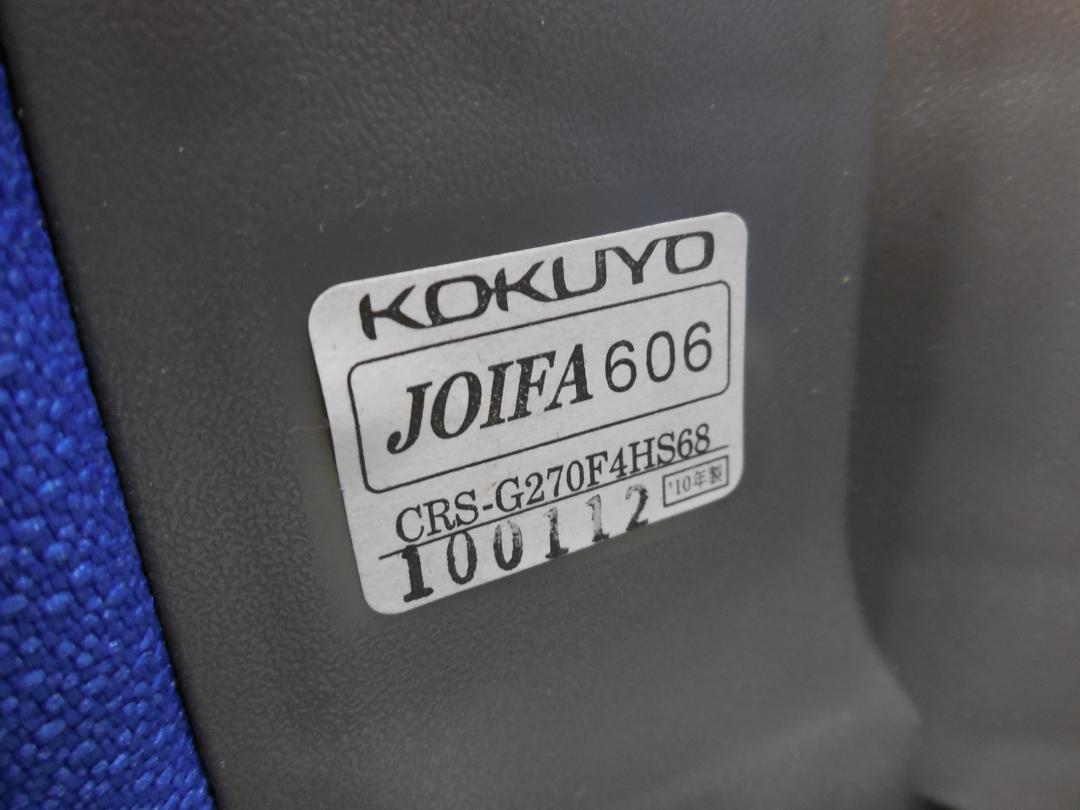 KOKUYO
JOIFA 606
CRS-G270F4HS68
'10年製
100112